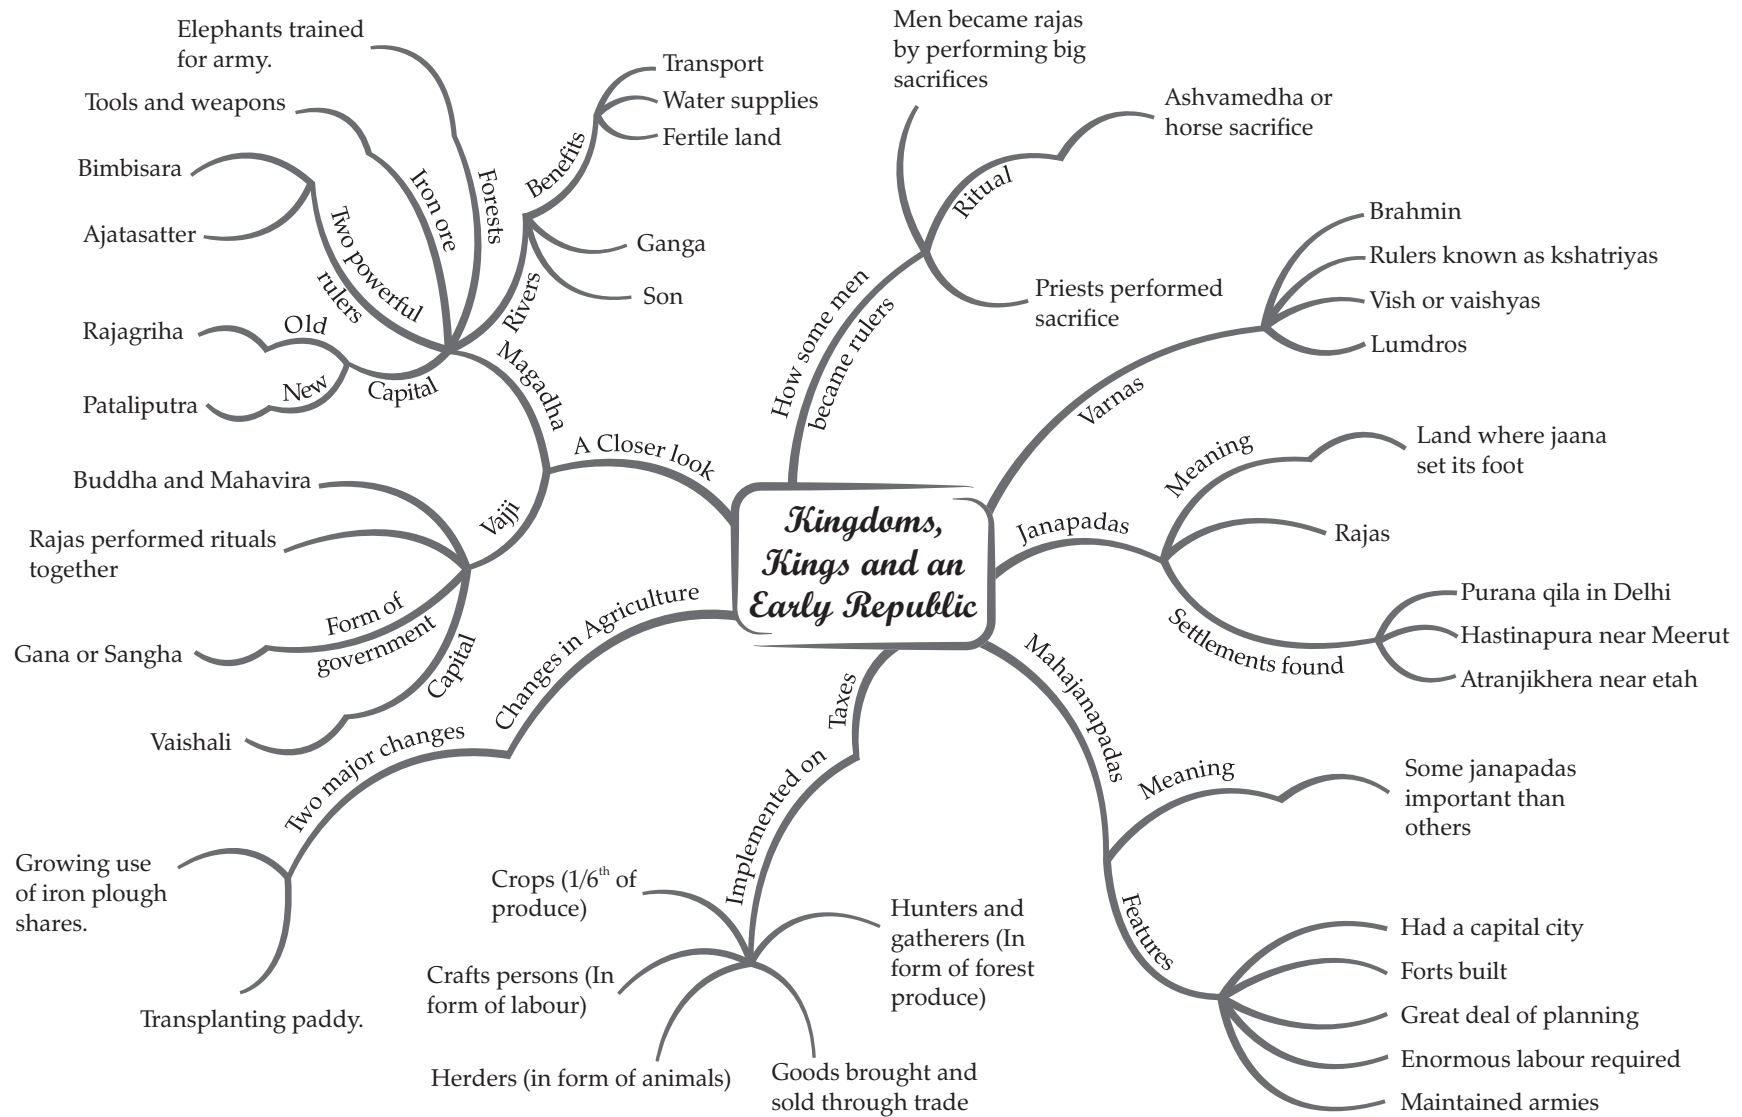 Kingdoms,
Kings and an
Early Republic
How some men
became rulers
Men became rajas
by performing big
sacrifices
Ritual
Ashvamedha or
horse sacrifice
Priests performed
sacrifice
Varnas
Brahmin
Rulers known as kshatriyas
Vish or vaishyas
Lumdros
Janapadas
Meaning
Land where jaana
set its foot
Rajas
Settlements found
Purana qila in Delhi
Hastinapura near Meerut
Atranjikhera near etah
Mahajanapadas
Meaning
Some janapadas
important than
others
Features
Had a capital city
Forts built
Great deal of planning
Enormous labour required
Maintained armies
Taxes
Implemented on
Crops (1/6th of
produce)
Crafts persons (In
form of labour)
Herders (in form of animals)
Goods brought and
sold through trade
Hunters and
gatherers (In
form of forest
produce)
Changes in Agriculture
Two major changes
Growing use
of iron plough
shares.
Transplanting paddy.
A Closer look
Magadha
Rivers
Benefits
Transport
Water supplies
Fertile land
Ganga
Son
Forests
Elephants trained
for army.
Iron ore
Tools and weapons
Two powerful
rulers
Bimbisara
Ajatasatter
Capital
Old
Rajagriha
New
Pataliputra
Vajji
Buddha and Mahavira
Rajas performed rituals
together
Form of
government
Gana or Sangha
Capital
Vaishali